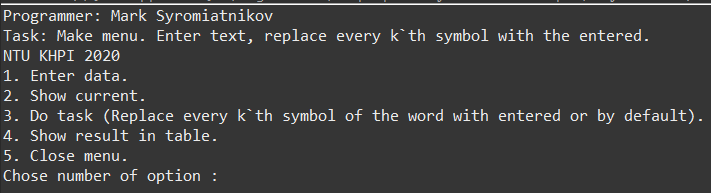 Programmer: Mark Syromiatnikov
Task: Make menu. Enter text, replace every k`th symbol with the entered.
NTU KHPI 2020
1. Enter data.
2. Show current.
3. Do task (Replace every k`th symbol of the word with entered or by default).
4. Show result in table.
5. Close menu.
Chose number of option :